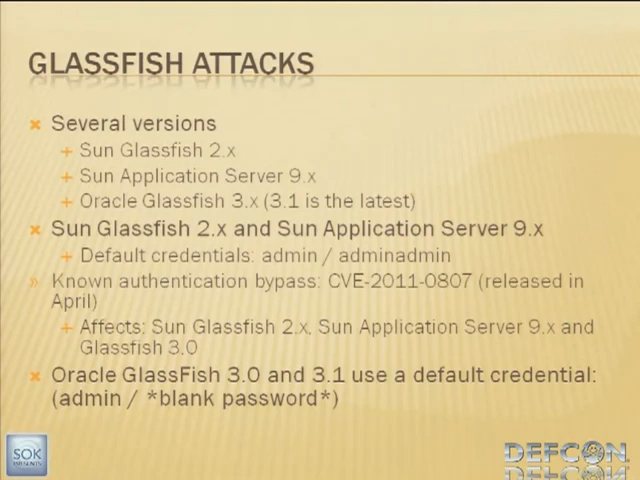 GLASSFISH ATTACKS
Several versions
Sun Glassfish 2.x
Sun Application Server 9.x
Oracle Glassfish 3.x (3.1 is the latest)
Sun Glassfish 2.x and Sun Application Server 9.x
Default credentials: admin / adminadmin
» Known authentication bypass: CVE-2011-0807 (released in
April)
Affects: Sun Glassfish 2.x, Sun Application Server 9.x and
Glassfish 3.0
Oracle GlassFish 3.0 and 3.1 use a default credential:
(admin / *blank password*)
SOK
PRESENTS
DEFCON